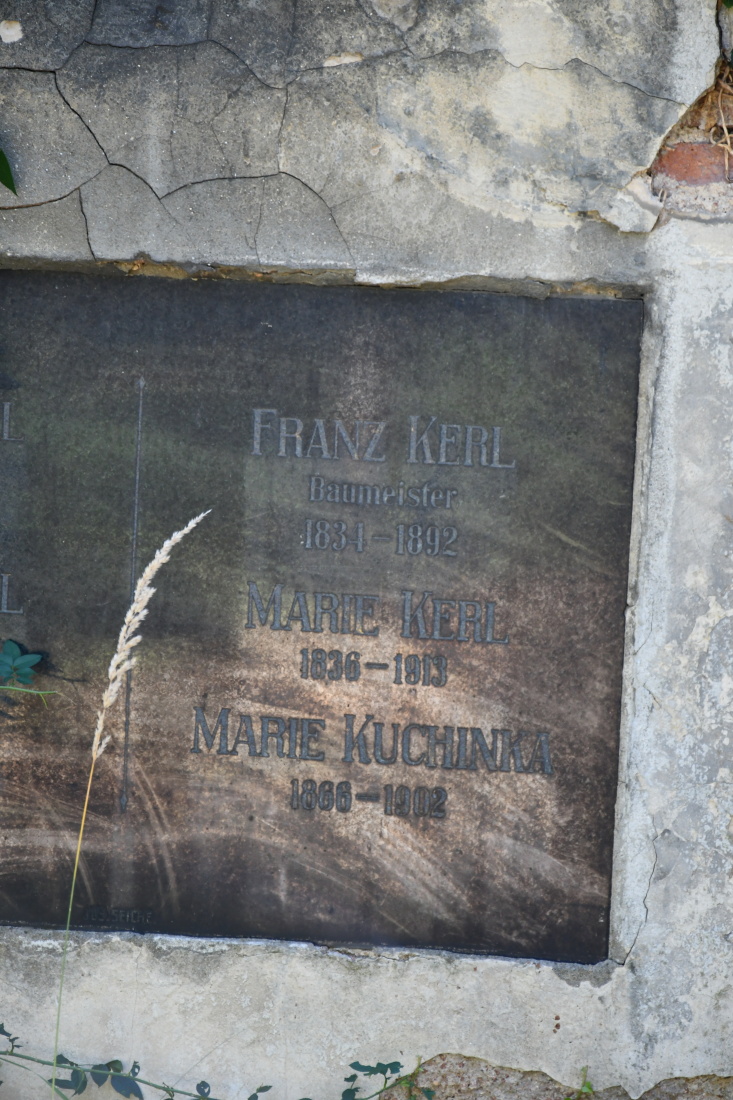 L
L
FRANZ KERL
Baumeister
1834–1892
MARIE KERL
1836–1913
MARIE KUCHINKA
1866–1902